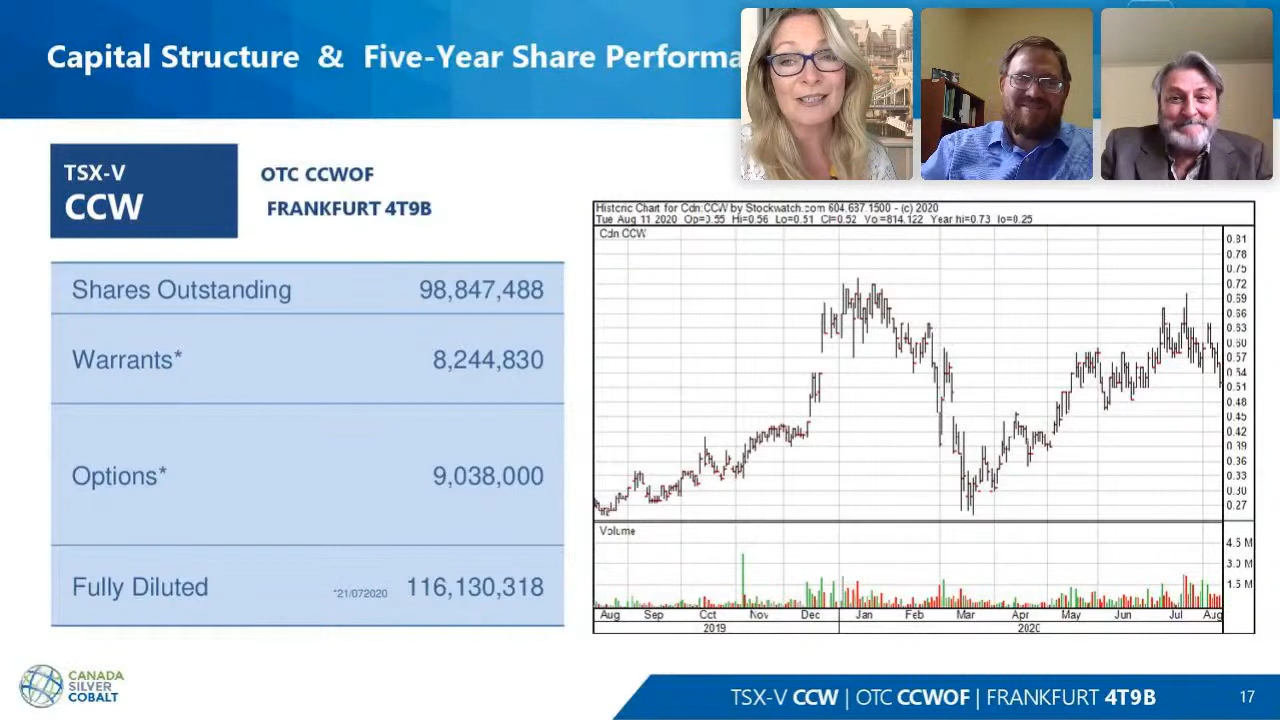 Capital Structure & Five-Year Share Performa
TSX-V
CCW
OTC CCWOF
FRANKFURT 4T9B
Shares Outstanding 98,847,488
Warrants* 8,244,830
Options* 9,038,000
Fully Diluted *21/072020 116,130,318
Historic Chart for Cdn:CCW by Stockwatch.com 604.687.1500 - (c) 2020
Tue Aug 11 2020 Op=0.55 Hi=0.56 Lo=0.51 Cl=0.52 Vo=814,122 Year hi=0.73 lo=0.25
Cdn CCW
0.81
0.78
0.75
0.72
0.69
0.66
0.63
0.60
0.57
0.54
0.51
0.48
0.45
0.42
0.39
0.36
0.33
0.30
0.27
Volume
4.5 M
3.0 M
1.5 M
Aug Sep Oct Nov Dec Jan Feb Mar Apr May Jun Jul Aug
2019 2020
CANADA
SILVER
COBALT
TSX-V CCW | OTC CCWOF | FRANKFURT 4T9B 17